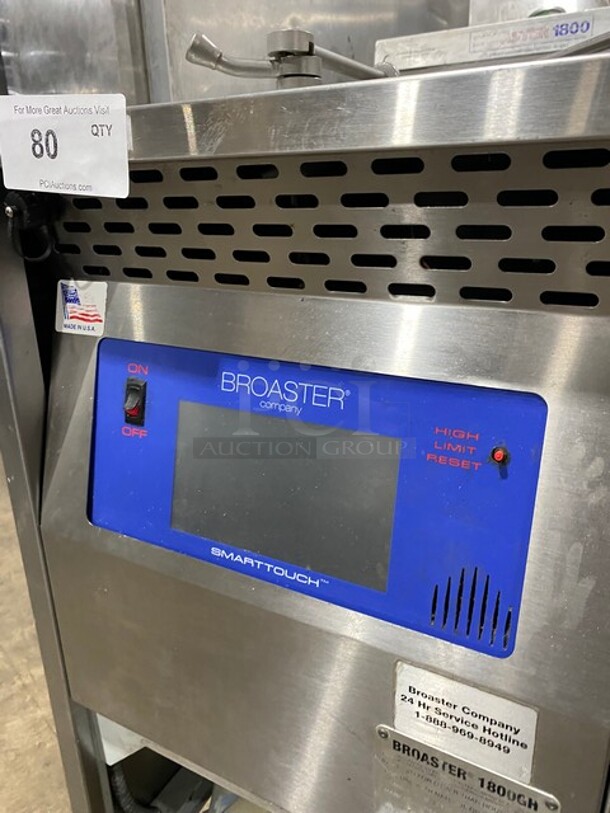 1800
For More Great Auctions Visit
80 QTY
PCIAuctions.com
MADE IN U.S.A.
ON
OFF
BROASTER®
company
PCI
AUCTION GROUP
HIGH
LIMIT
RESET
SMARTTOUCH™
Broaster Company
24 Hr Service Hotline
1-888-969-8949
BROASTER® 1800GH